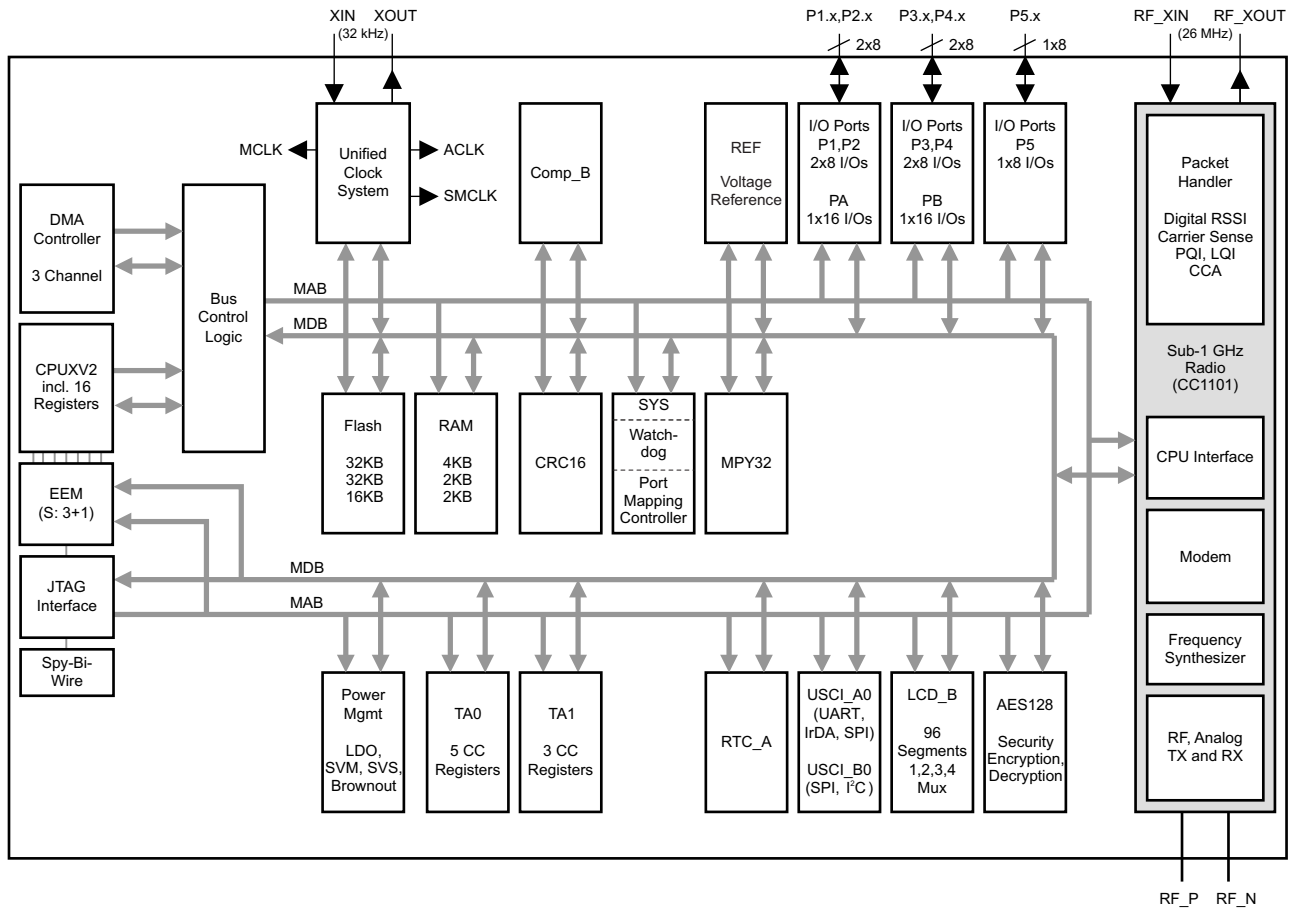 XIN XOUT
(32 kHz)
P1.x,P2.x
2x8
P3.x,P4.x
2x8
P5.x
1x8
RF_XIN RF_XOUT
(26 MHz)
MCLK
Unified
Clock
System
ACLK
SMCLK
Comp_B
REF
Voltage
Reference
I/O Ports
P1,P2
2x8 I/Os
PA
1x16 I/Os
I/O Ports
P3,P4
2x8 I/Os
PB
1x16 I/Os
I/O Ports
P5
1x8 I/Os
Packet
Handler
Digital RSSI
Carrier Sense
PQI, LQI
CCA
DMA
Controller
3 Channel
Bus
Control
Logic
MAB
MDB
CPUXV2
incl. 16
Registers
Flash
32KB
32KB
16KB
RAM
4KB
2KB
2KB
CRC16
SYS
Watch-
dog
Port
Mapping
Controller
MPY32
Sub-1 GHz
Radio
(CC1101)
CPU Interface
EEM
(S: 3+1)
Modem
JTAG
Interface
MDB
MAB
Frequency
Synthesizer
Spy-Bi-
Wire
Power
Mgmt
LDO,
SVM, SVS,
Brownout
TA0
5 CC
Registers
TA1
3 CC
Registers
RTC_A
USCI_A0
(UART,
IrDA, SPI)
USCI_B0
(SPI, I²C)
LCD_B
96
Segments
1,2,3,4
Mux
AES128
Security
Encryption,
Decryption
RF, Analog
TX and RX
RF_P RF_N